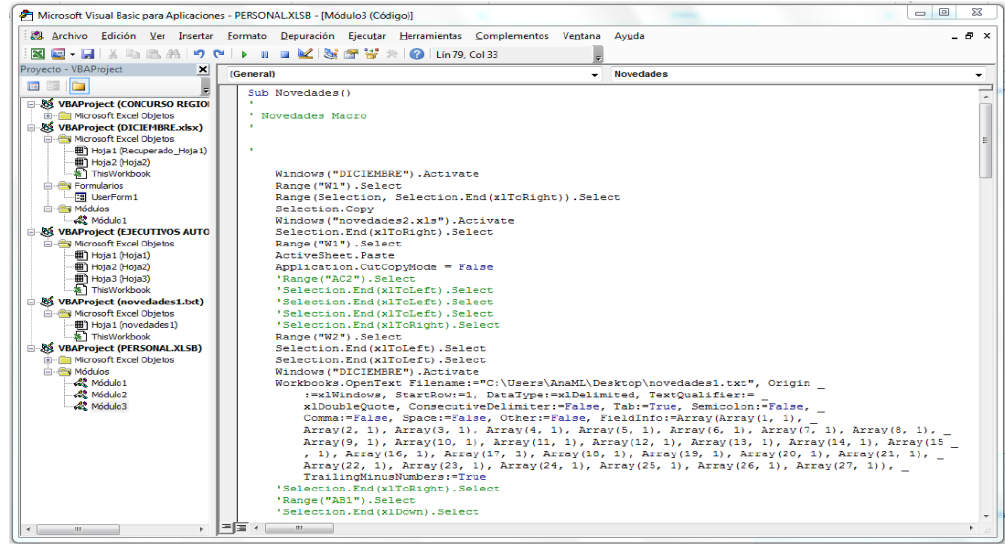 Microsoft Visual Basic para Aplicaciones - PERSONAL.XLSB - [Módulo3 (Código)]
Archivo Edición Ver Insertar Formato Depuración Ejecutar Herramientas Complementos Ventana Ayuda
Lín 79, Col 33
Proyecto - VBAProject
(General)
Novedades
VBAProject (CONCURSO REGIO
Microsoft Excel Objetos
VBAProject (DICIEMBRE.xlsx)
Microsoft Excel Objetos
Hoja1 (Recuperado_Hoja1)
Hoja2 (Hoja2)
ThisWorkbook
Formularios
UserForm1
Módulos
Módulo1
VBAProject (EJECUTIVOS AUTO
Microsoft Excel Objetos
Hoja1 (Hoja1)
Hoja2 (Hoja2)
Hoja3 (Hoja3)
ThisWorkbook
VBAProject (novedades1.txt)
Microsoft Excel Objetos
Hoja1 (novedades1)
ThisWorkbook
VBAProject (PERSONAL.XLSB)
Microsoft Excel Objetos
Módulos
Módulo1
Módulo2
Módulo3
Sub Novedades()
'
' Novedades Macro
'
'
Windows("DICIEMBRE").Activate
Range("W1").Select
Range(Selection, Selection.End(xlToRight)).Select
Selection.Copy
Windows("novedades2.xls").Activate
Selection.End(xlToRight).Select
Range("W1").Select
ActiveSheet.Paste
Application.CutCopyMode = False
'Range("AC2").Select
'Selection.End(xlToLeft).Select
'Selection.End(xlToLeft).Select
'Selection.End(xlToLeft).Select
'Selection.End(xlToRight).Select
Range("W2").Select
Selection.End(xlToLeft).Select
Selection.End(xlToLeft).Select
Windows("DICIEMBRE").Activate
Workbooks.OpenText Filename:="C:\Users\AnaML\Desktop\novedades1.txt", Origin _
:=xlWindows, StartRow:=1, DataType:=xlDelimited, TextQualifier:= _
xlDoubleQuote, ConsecutiveDelimiter:=False, Tab:=True, Semicolon:=False, _
Comma:=False, Space:=False, Other:=False, FieldInfo:=Array(Array(1, 1), _
Array(2, 1), Array(3, 1), Array(4, 1), Array(5, 1), Array(6, 1), Array(7, 1), Array(8, 1), _
Array(9, 1), Array(10, 1), Array(11, 1), Array(12, 1), Array(13, 1), Array(14, 1), Array(15 _
, 1), Array(16, 1), Array(17, 1), Array(18, 1), Array(19, 1), Array(20, 1), Array(21, 1), _
Array(22, 1), Array(23, 1), Array(24, 1), Array(25, 1), Array(26, 1), Array(27, 1)), _
TrailingMinusNumbers:=True
'Selection.End(xlToRight).Select
'Range("AB1").Select
'Selection.End(xlDown).Select